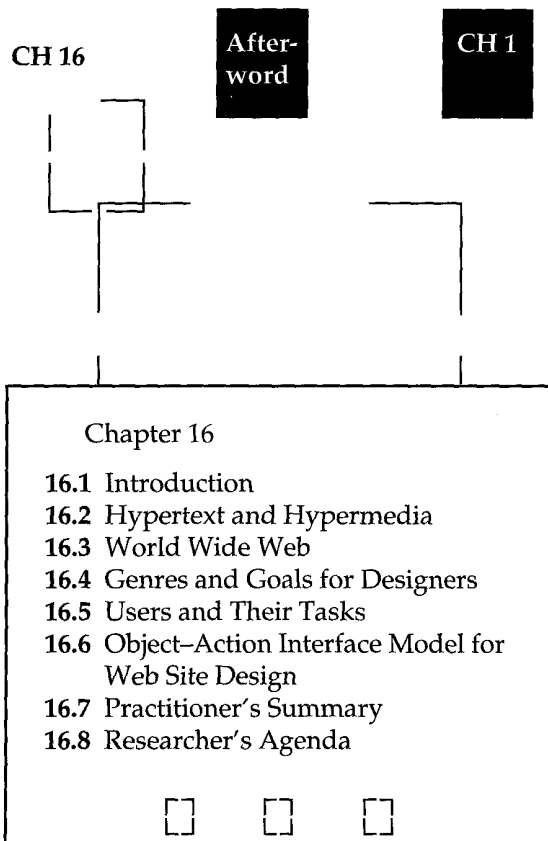 CH 16
After-
word
CH 1
Chapter 16
16.1 Introduction
16.2 Hypertext and Hypermedia
16.3 World Wide Web
16.4 Genres and Goals for Designers
16.5 Users and Their Tasks
16.6 Object–Action Interface Model for
Web Site Design
16.7 Practitioner's Summary
16.8 Researcher's Agenda